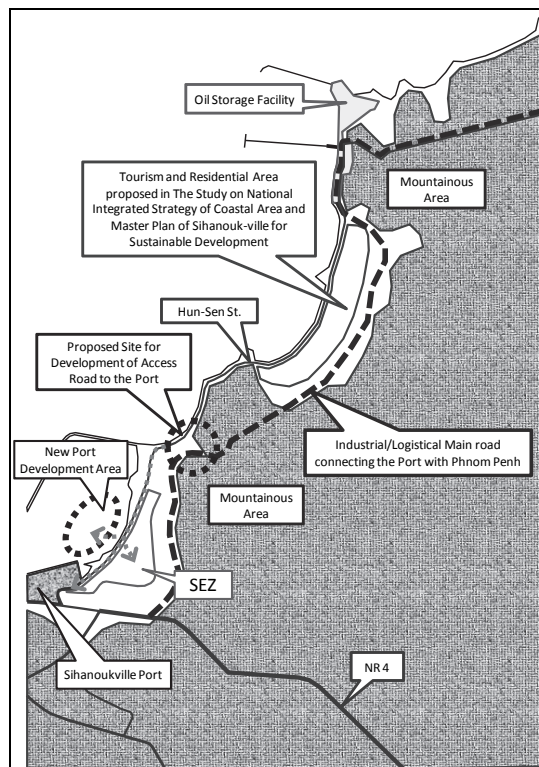 Oil Storage Facility
Tourism and Residential Area
proposed in The Study on National
Integrated Strategy of Coastal Area and
Master Plan of Sihanouk-ville for
Sustainable Development
Mountainous
Area
Hun-Sen St.
Proposed Site for
Development of Access
Road to the Port
New Port
Development Area
Industrial/Logistical Main road
connecting the Port with Phnom Penh
Mountainous
Area
SEZ
Sihanoukville Port
NR 4